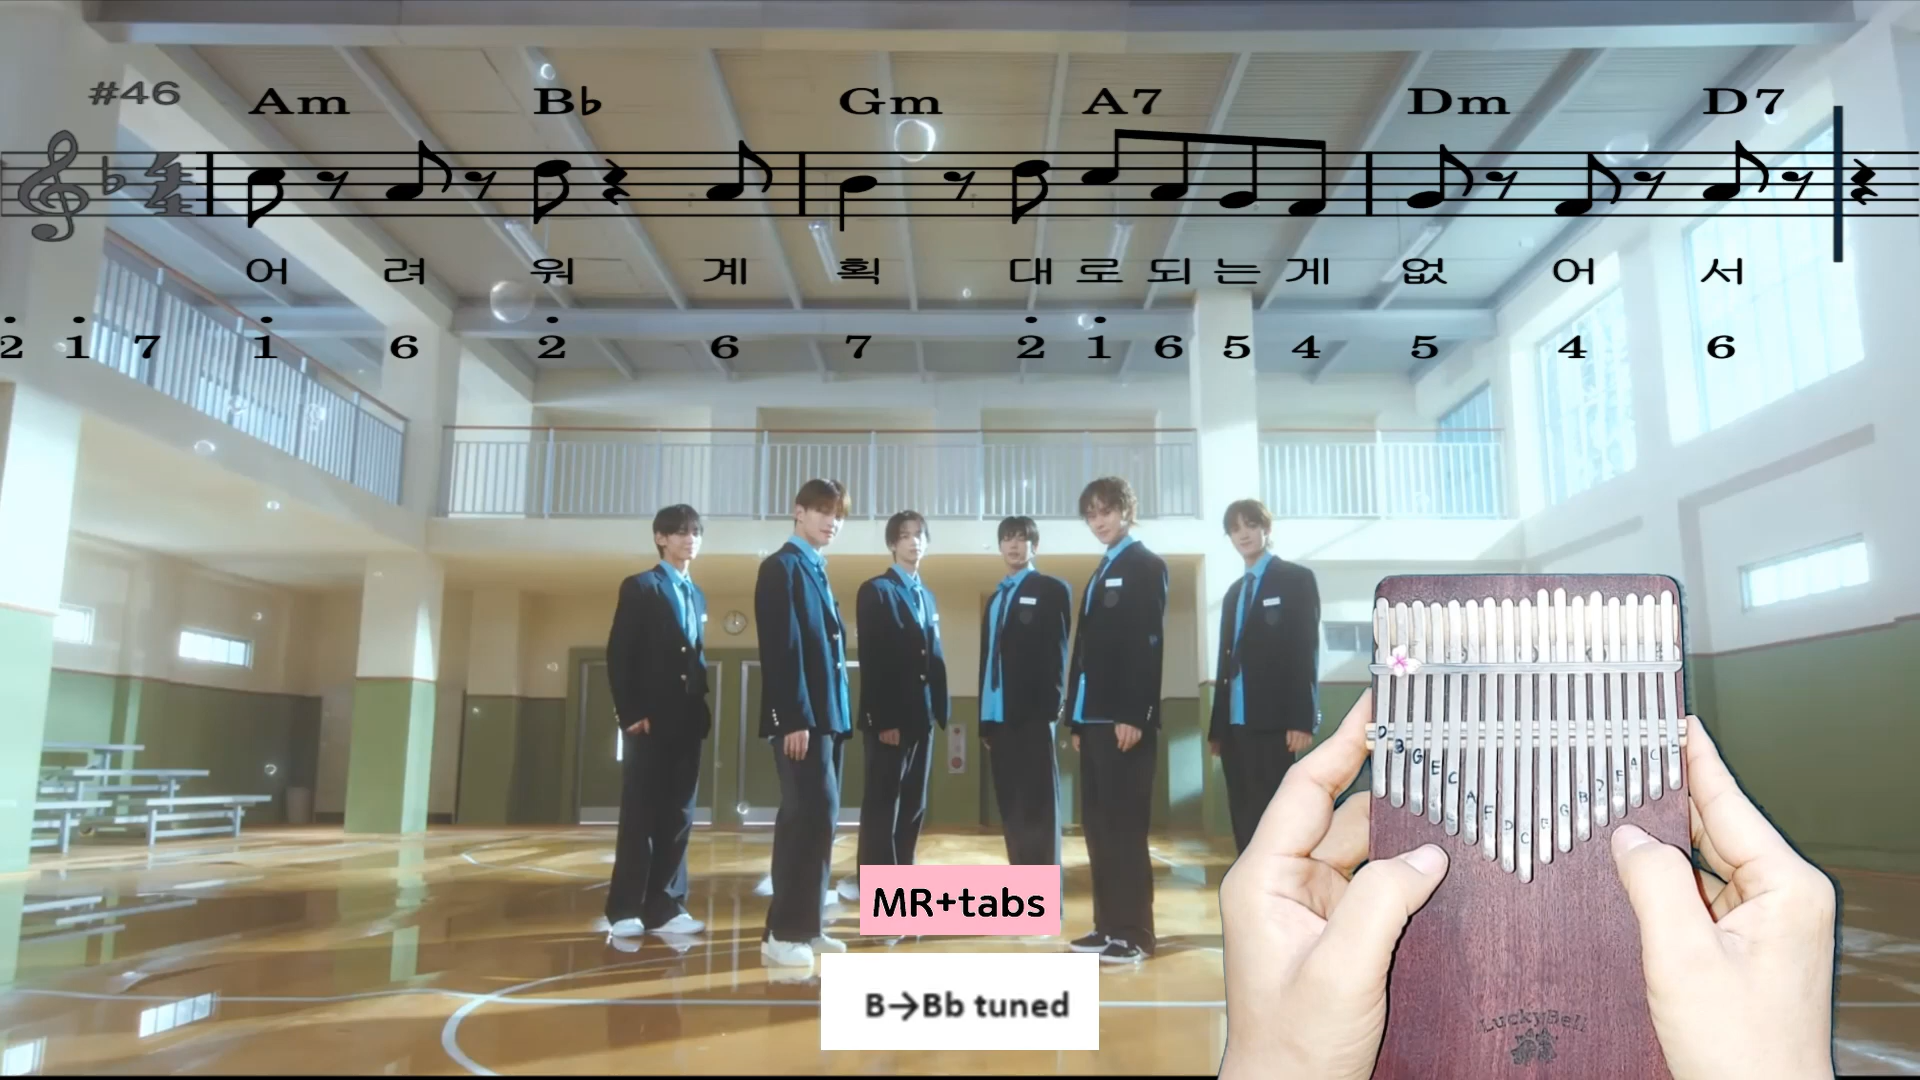 #46 Am B♭ Gm A7 Dm D7
어 려 워 계 획 대 로 되 는 게 없 어 서
2̇ 1̇ 7 1̇ 6 2̇ 6 7 2̇ 1̇ 6 5 4 5 4 6
D B G E C A F D C E G B D F A C E
MR+tabs
B→Bb tuned
LuckyBell